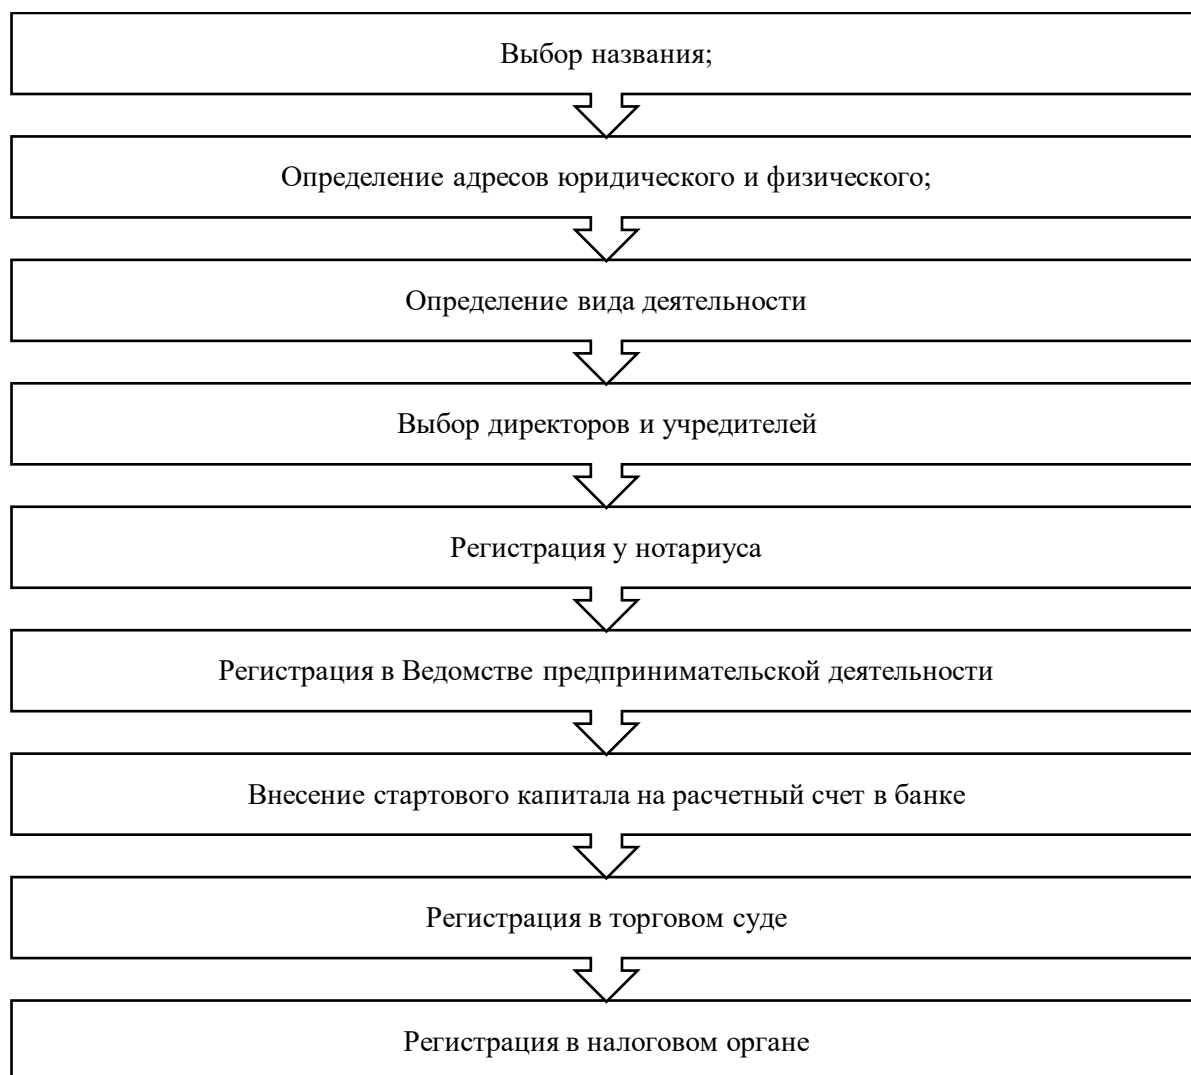 Выбор названия;
Определение адресов юридического и физического;
Определение вида деятельности
Выбор директоров и учредителей
Регистрация у нотариуса
Регистрация в Ведомстве предпринимательской деятельности
Внесение стартового капитала на расчетный счет в банке
Регистрация в торговом суде
Регистрация в налоговом органе